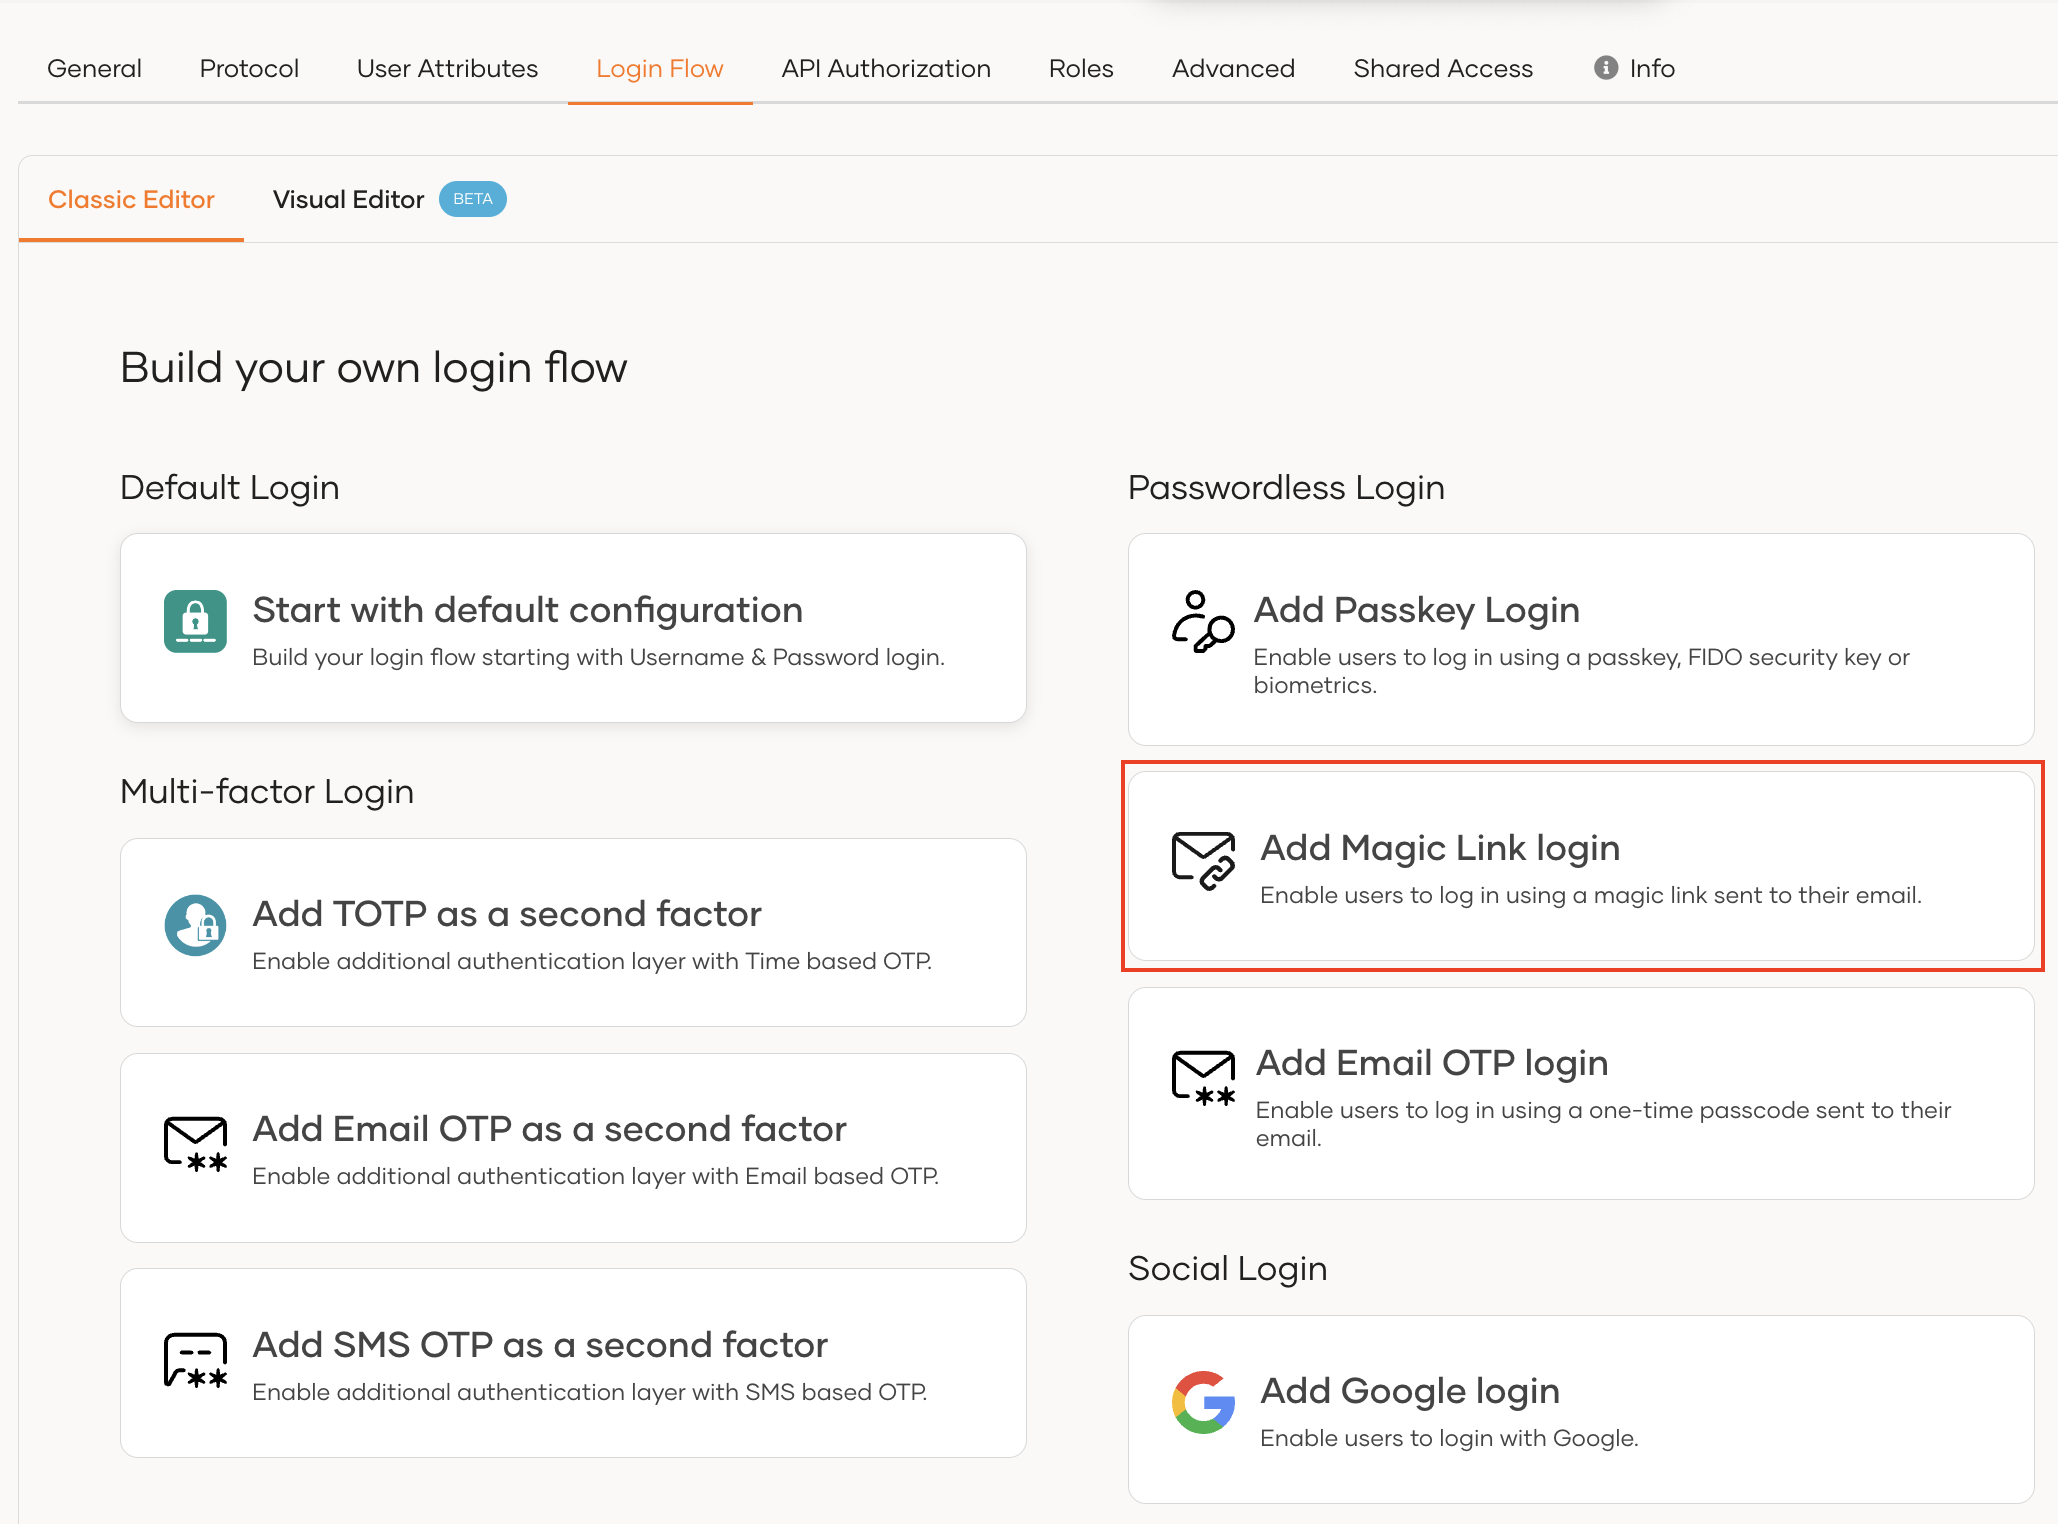 General Protocol User Attributes Login Flow API Authorization Roles Advanced Shared Access Info
Classic Editor Visual Editor BETA
Build your own login flow
Default Login
Start with default configuration
Build your login flow starting with Username & Password login.
Multi-factor Login
Add TOTP as a second factor
Enable additional authentication layer with Time based OTP.
Add Email OTP as a second factor
Enable additional authentication layer with Email based OTP.
Add SMS OTP as a second factor
Enable additional authentication layer with SMS based OTP.
Passwordless Login
Add Passkey Login
Enable users to log in using a passkey, FIDO security key or
biometrics.
Add Magic Link login
Enable users to log in using a magic link sent to their email.
Add Email OTP login
Enable users to log in using a one-time passcode sent to their
email.
Social Login
Add Google login
Enable users to login with Google.